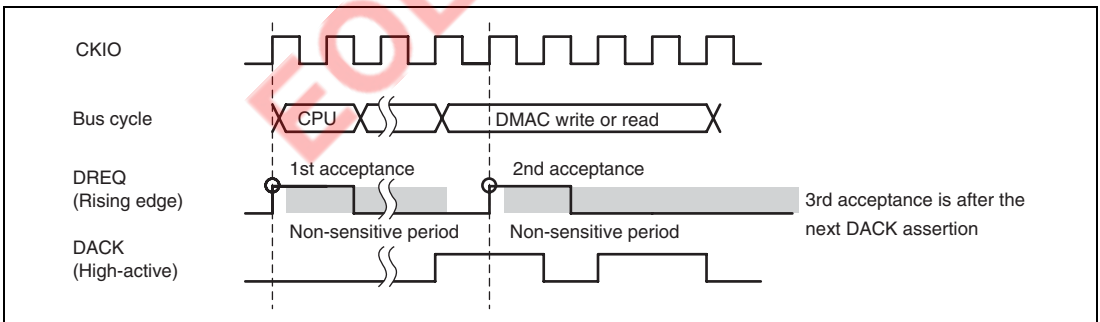 EOL
CKIO
Bus cycle
CPU
DMAC write or read
DREQ
(Rising edge)
1st acceptance
2nd acceptance
3rd acceptance is after the
next DACK assertion
Non-sensitive period
Non-sensitive period
DACK
(High-active)